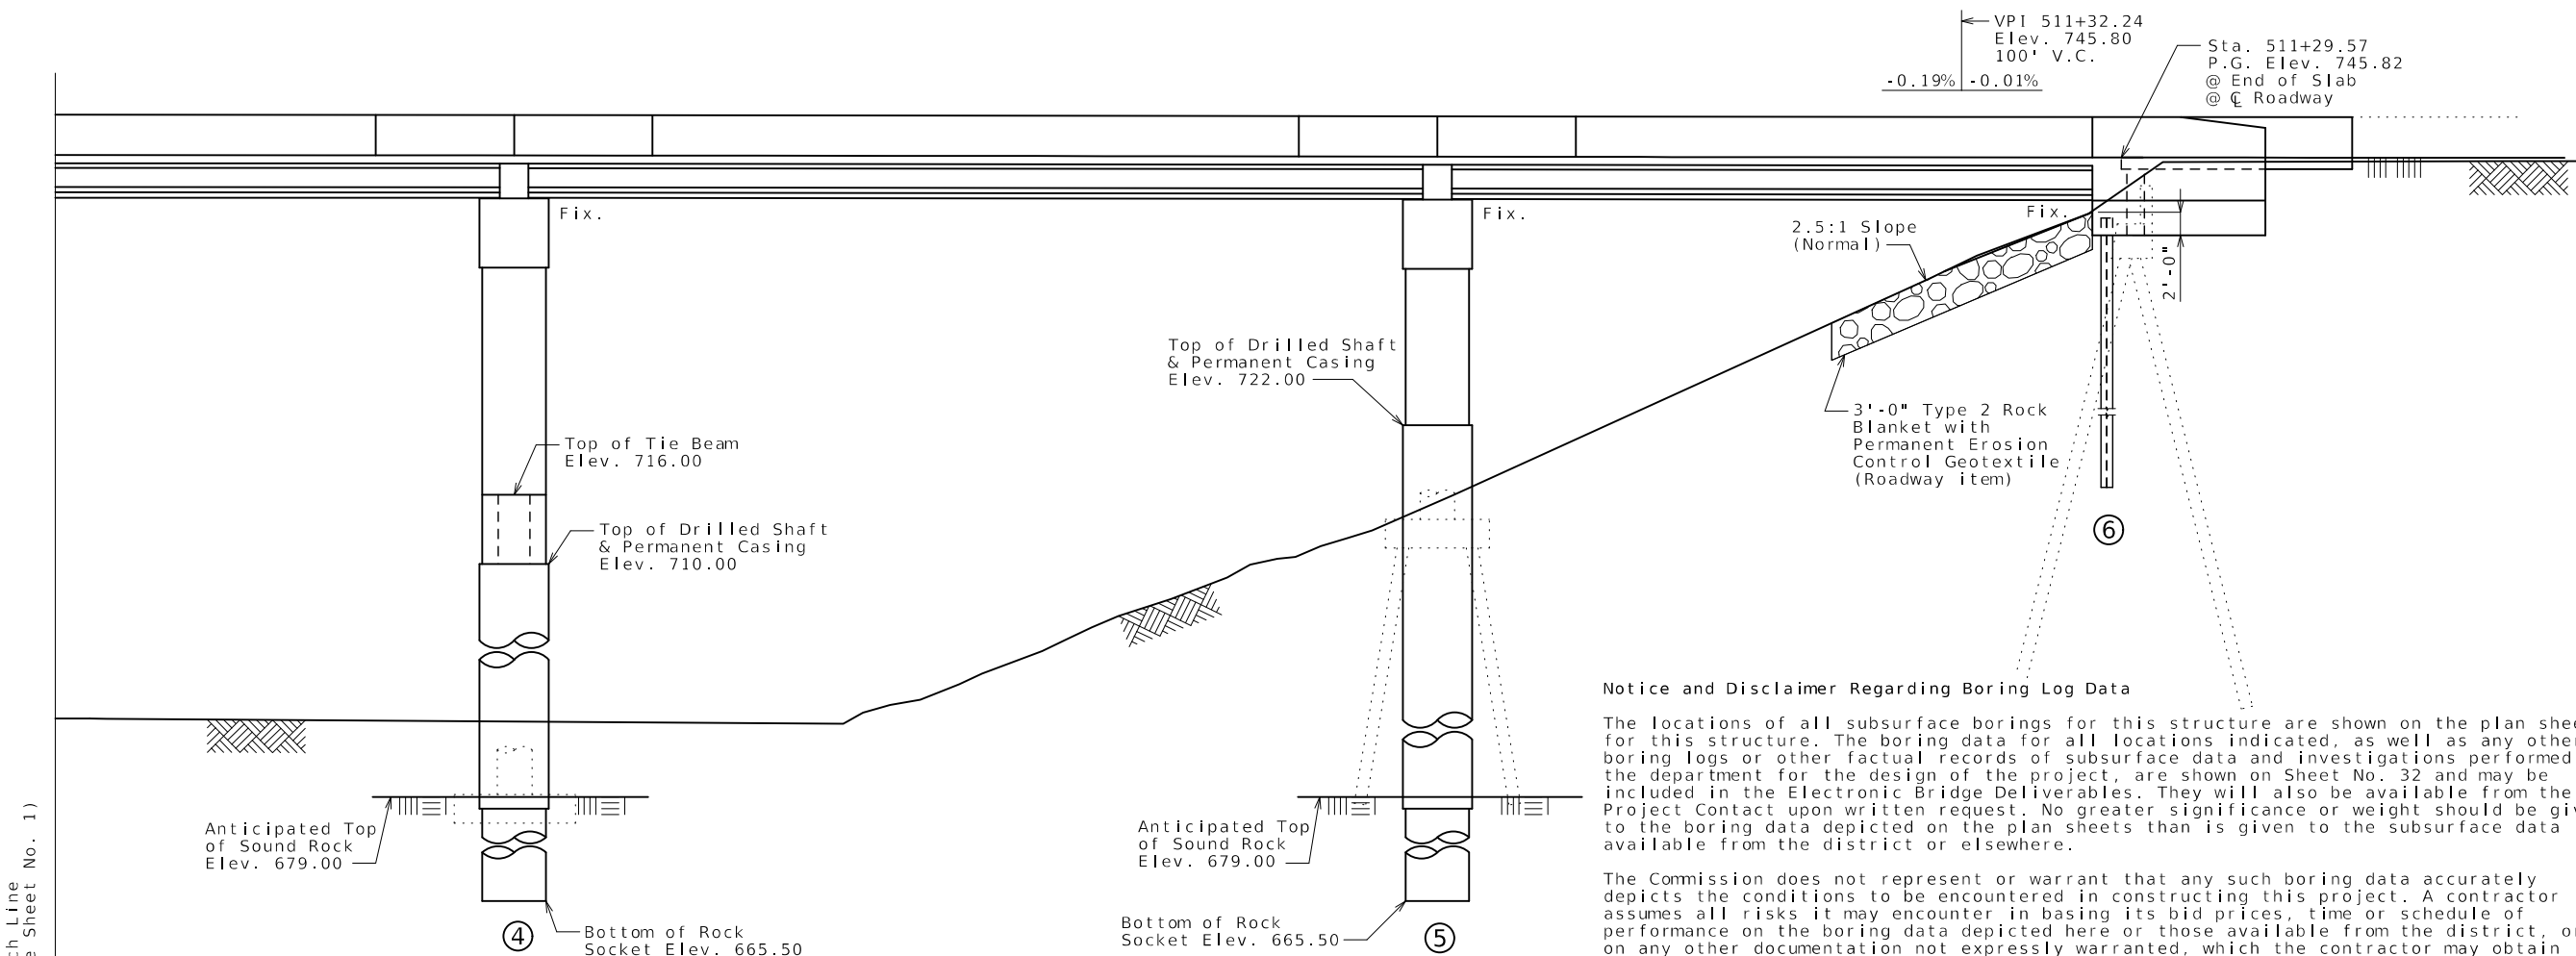 VPI 511+32.24
Elev. 745.80
100' V.C.
-0.19% -0.01%
Sta. 511+29.57
P.G. Elev. 745.82
@ End of Slab
@ ℄ Roadway
Fix.
Fix.
Fix.
2.5:1 Slope
(Normal)
2'-0"
Top of Drilled Shaft
& Permanent Casing
Elev. 722.00
3'-0" Type 2 Rock
Blanket with
Permanent Erosion
Control Geotextile
(Roadway item)
Top of Tie Beam
Elev. 716.00
Top of Drilled Shaft
& Permanent Casing
Elev. 710.00
6
Anticipated Top
of Sound Rock
Elev. 679.00
Anticipated Top
of Sound Rock
Elev. 679.00
4
Bottom of Rock
Socket Elev. 665.50
Bottom of Rock
Socket Elev. 665.50
5
ch Line
Sheet No. 1)
Notice and Disclaimer Regarding Boring Log Data
The locations of all subsurface borings for this structure are shown on the plan shee
for this structure. The boring data for all locations indicated, as well as any other
boring logs or other factual records of subsurface data and investigations performed
the department for the design of the project, are shown on Sheet No. 32 and may be
included in the Electronic Bridge Deliverables. They will also be available from the
Project Contact upon written request. No greater significance or weight should be giv
to the boring data depicted on the plan sheets than is given to the subsurface data
available from the district or elsewhere.
The Commission does not represent or warrant that any such boring data accurately
depicts the conditions to be encountered in constructing this project. A contractor
assumes all risks it may encounter in basing its bid prices, time or schedule of
performance on the boring data depicted here or those available from the district, or
on any other documentation not expressly warranted, which the contractor may obtain